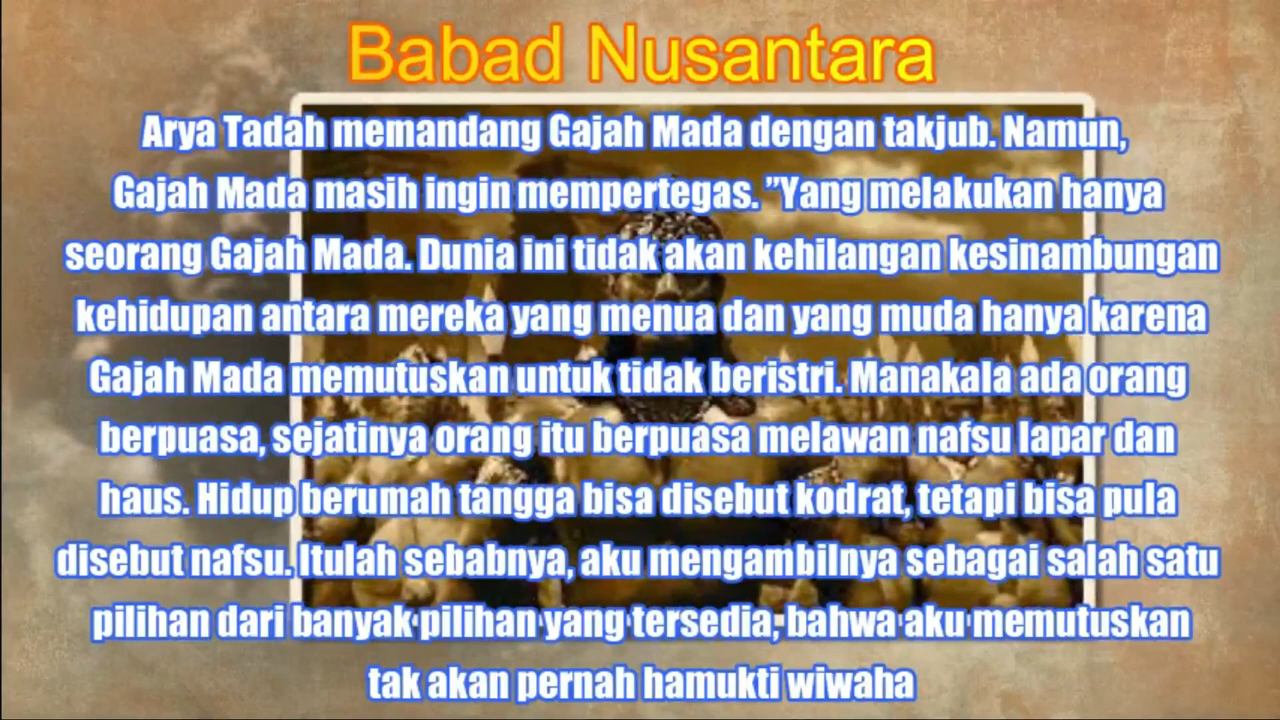 Babad Nusantara
Arya Tadah memandang Gajah Mada dengan takjub. Namun,
Gajah Mada masih ingin mempertegas. ”Yang melakukan hanya
seorang Gajah Mada. Dunia ini tidak akan kehilangan kesinambungan
kehidupan antara mereka yang menua dan yang muda hanya karena
Gajah Mada memutuskan untuk tidak beristri. Manakala ada orang
berpuasa, sejatinya orang itu berpuasa melawan nafsu lapar dan
haus. Hidup berumah tangga bisa disebut kodrat, tetapi bisa pula
disebut nafsu. Itulah sebabnya, aku mengambilnya sebagai salah satu
pilihan dari banyak pilihan yang tersedia, bahwa aku memutuskan
tak akan pernah hamukti wiwaha